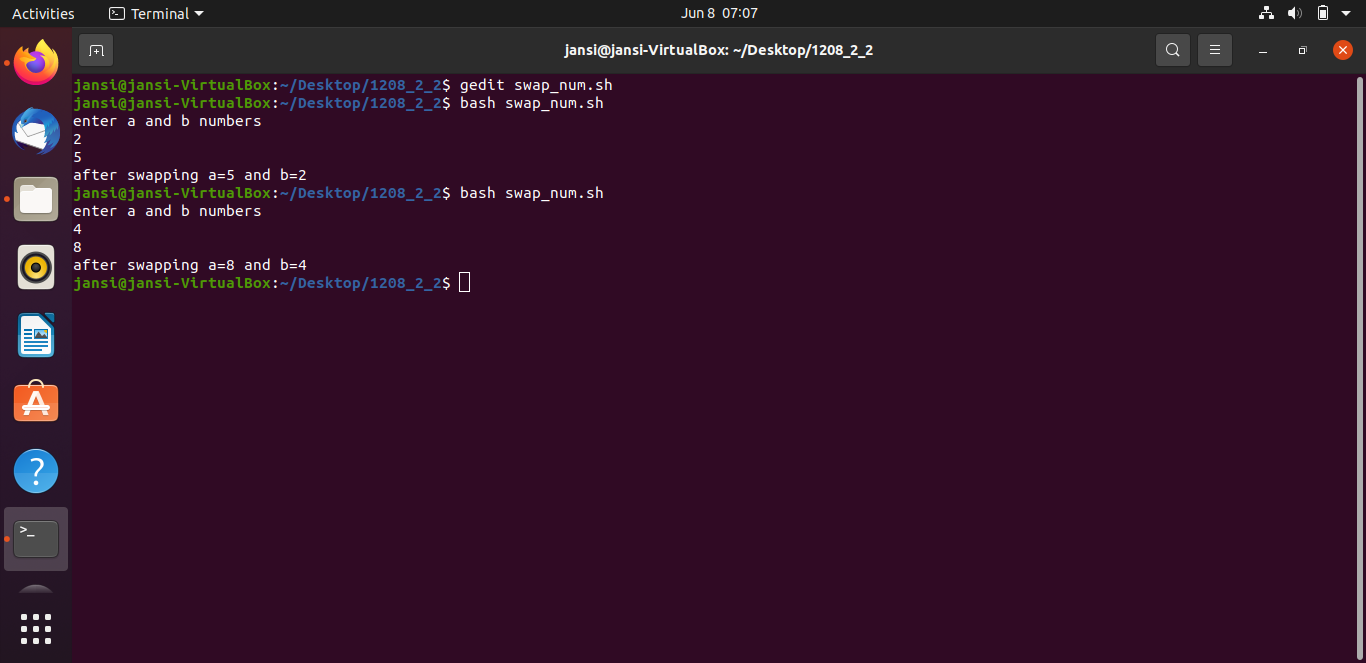 Activities Terminal Jun 8 07:07
jansi@jansi-VirtualBox: ~/Desktop/1208_2_2
jansi@jansi-VirtualBox:~/Desktop/1208_2_2$ gedit swap_num.sh
jansi@jansi-VirtualBox:~/Desktop/1208_2_2$ bash swap_num.sh
enter a and b numbers
2
5
after swapping a=5 and b=2
jansi@jansi-VirtualBox:~/Desktop/1208_2_2$ bash swap_num.sh
enter a and b numbers
4
8
after swapping a=8 and b=4
jansi@jansi-VirtualBox:~/Desktop/1208_2_2$